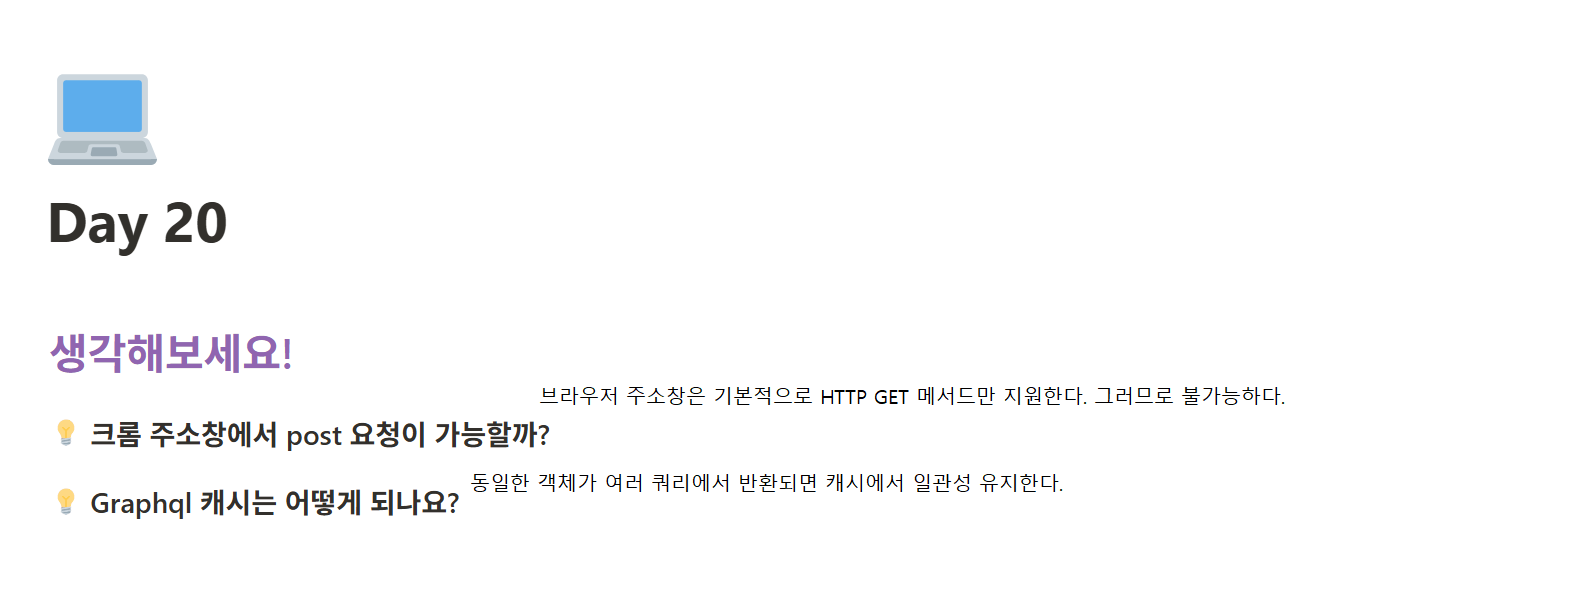 Day 20
생각해보세요!
브라우저 주소창은 기본적으로 HTTP GET 메서드만 지원한다. 그러므로 불가능하다.
크롬 주소창에서 post 요청이 가능할까?
동일한 객체가 여러 쿼리에서 반환되면 캐시에서 일관성 유지한다.
Graphql 캐시는 어떻게 되나요?